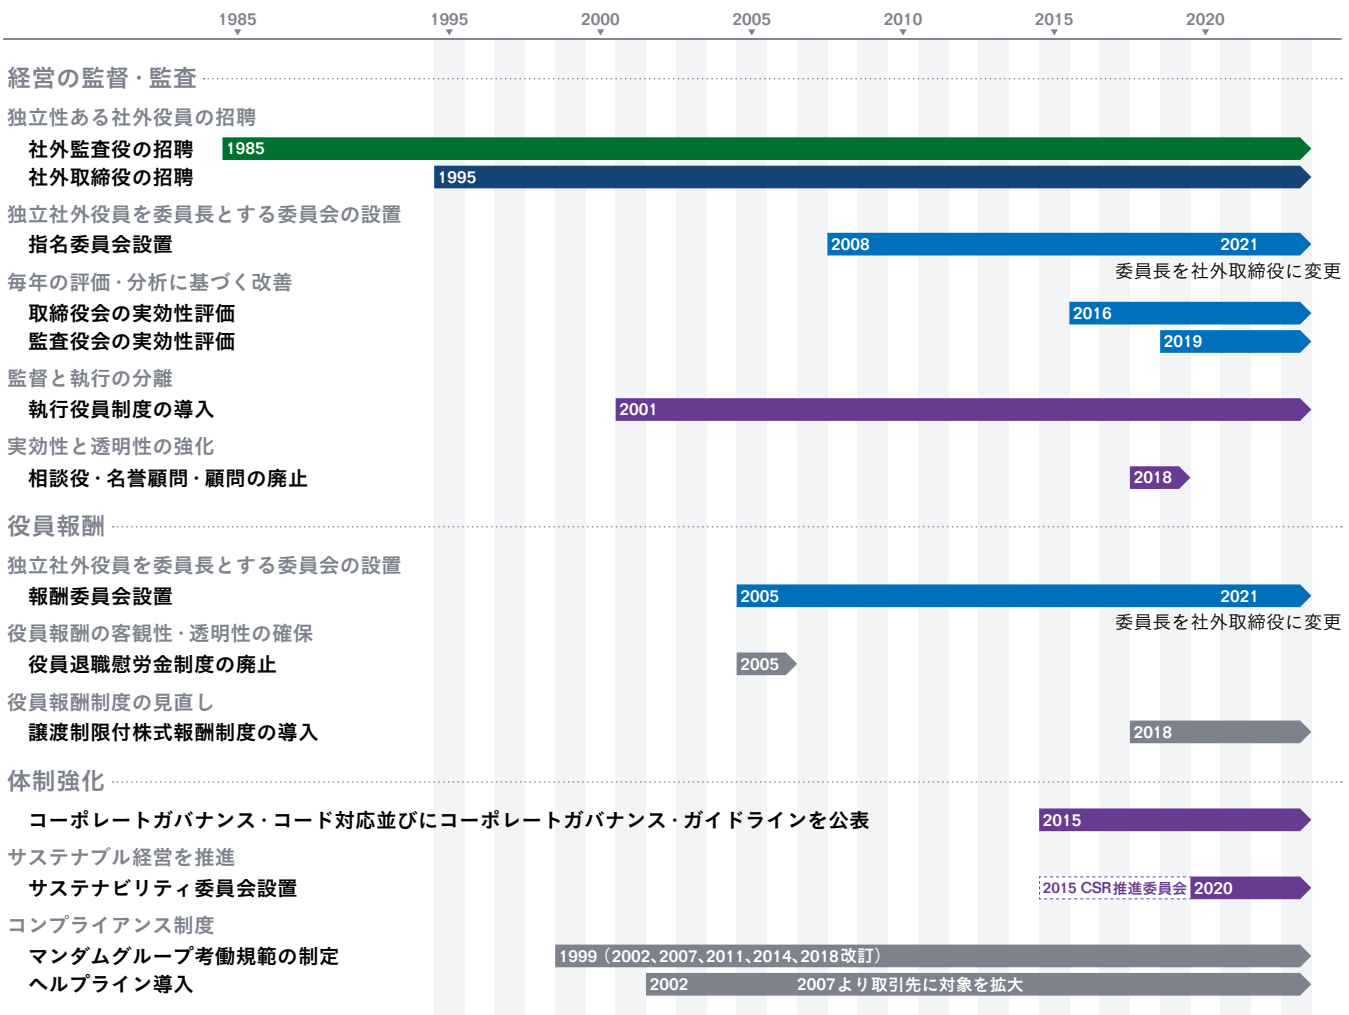 1985 1995 2000 2005 2010 2015 2020
経営の監督・監査
独立性ある社外役員の招聘
社外監査役の招聘 1985
社外取締役の招聘 1995
独立社外役員を委員長とする委員会の設置
指名委員会設置 2008 2021
委員長を社外取締役に変更
毎年の評価・分析に基づく改善
取締役会の実効性評価 2016
監査役会の実効性評価 2019
監督と執行の分離
執行役員制度の導入 2001
実効性と透明性の強化
相談役・名誉顧問・顧問の廃止 2018
役員報酬
独立社外役員を委員長とする委員会の設置
報酬委員会設置 2005 2021
委員長を社外取締役に変更
役員報酬の客観性・透明性の確保
役員退職慰労金制度の廃止 2005
役員報酬制度の見直し
譲渡制限付株式報酬制度の導入 2018
体制強化
コーポレートガバナンス・コード対応並びにコーポレートガバナンス・ガイドラインを公表 2015
サステナブル経営を推進
サステナビリティ委員会設置 2015 CSR推進委員会 2020
コンプライアンス制度
マンダムグループ考働規範の制定 1999（2002、2007、2011、2014、2018改訂）
ヘルプライン導入 2002 2007より取引先に対象を拡大